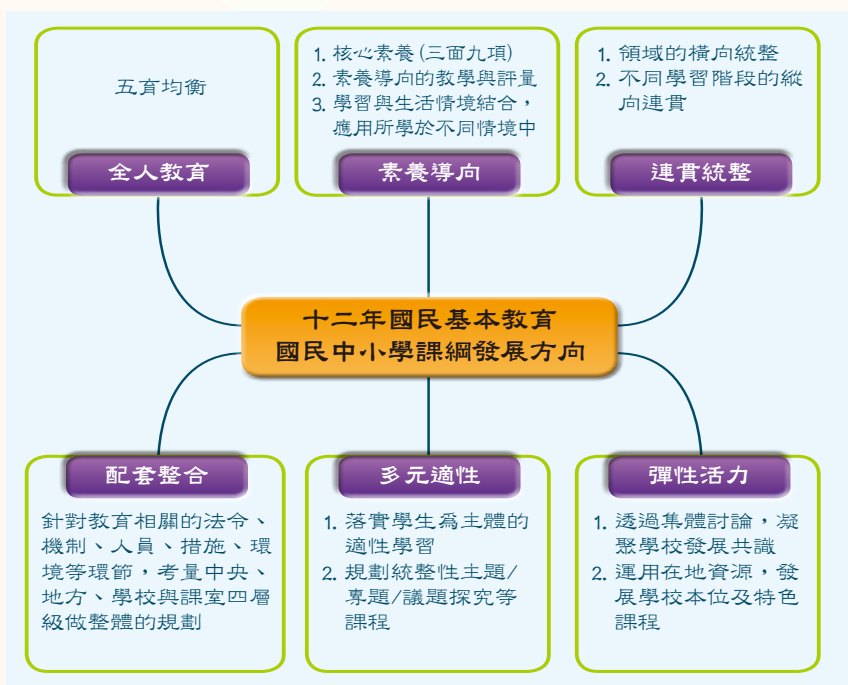 五育均衡
全人教育
1. 核心素養(三面九項)
2. 素養導向的教學與評量
3. 學習與生活情境結合，
應用所學於不同情境中
素養導向
1. 領域的橫向統整
2. 不同學習階段的縱
向連貫
連貫統整
十二年國民基本教育
國民中小學課綱發展方向
配套整合
針對教育相關的法令、
機制、人員、措施、環
境等環節，考量中央、
地方、學校與課室四層
級做整體的規劃
多元適性
1. 落實學生為主體的
適性學習
2. 規劃統整性主題/
專題/議題探究等
課程
彈性活力
1. 透過集體討論，凝
聚學校發展共識
2. 運用在地資源，發
展學校本位及特色
課程